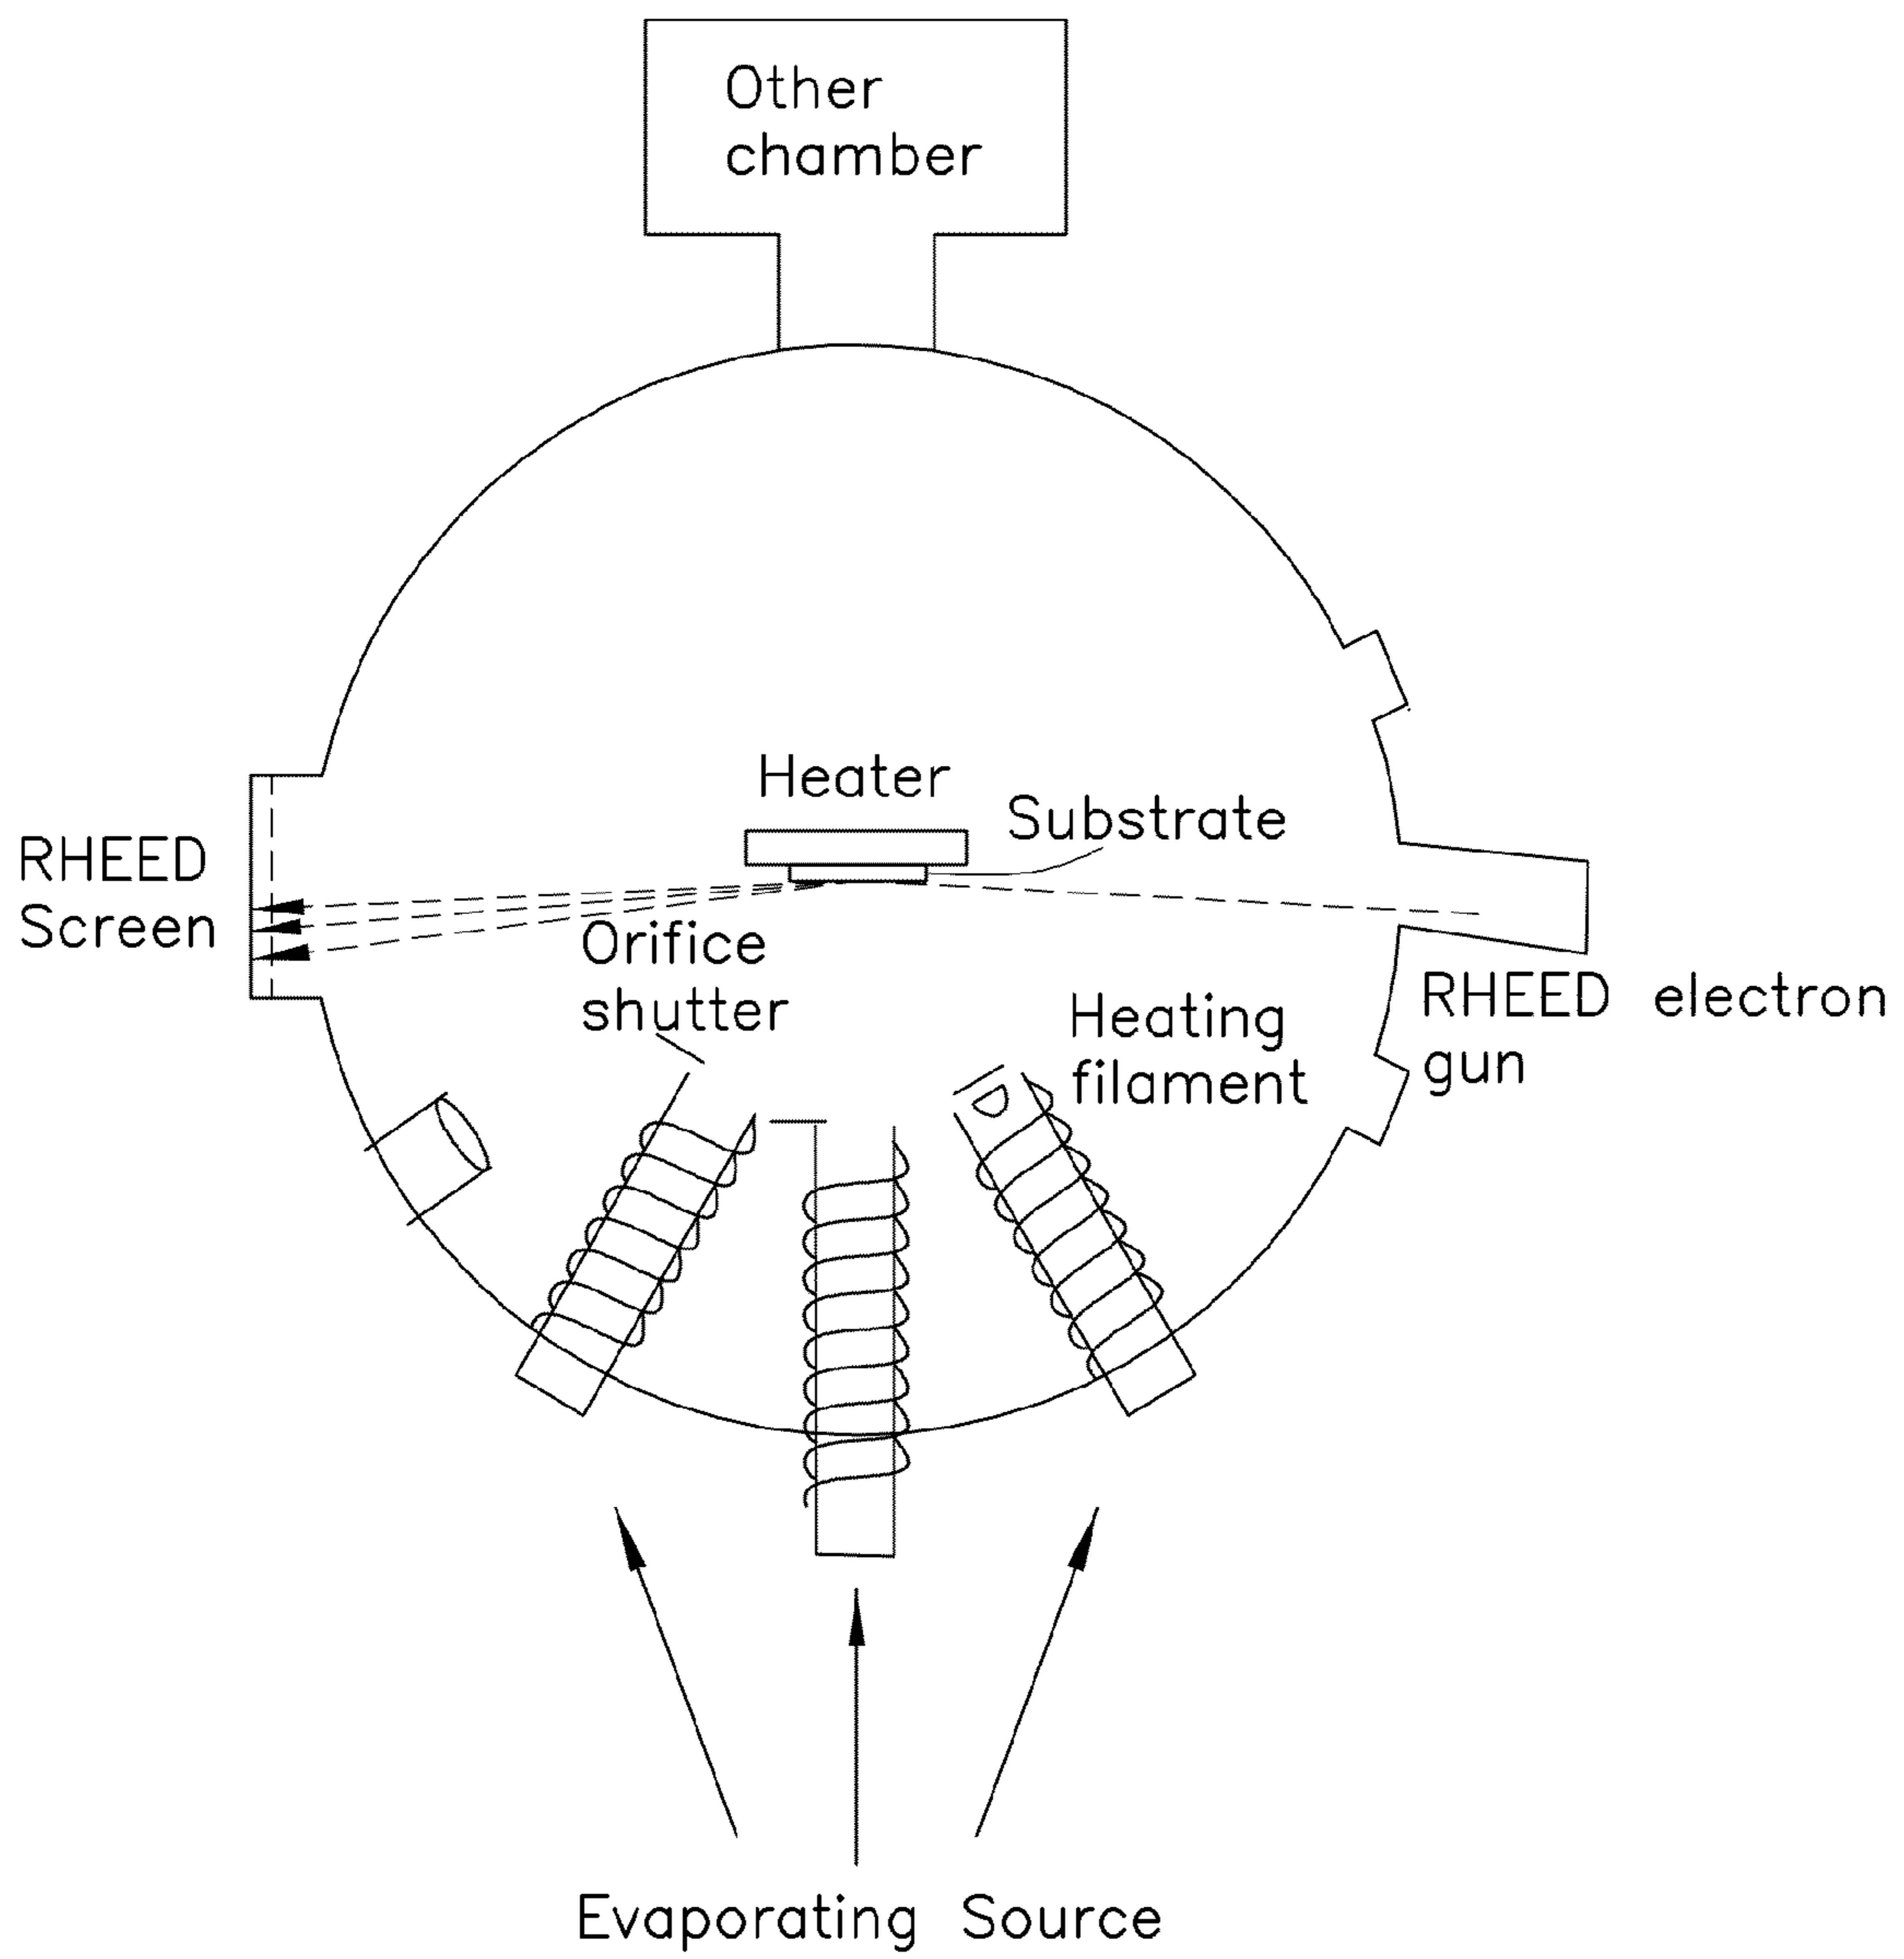 Other
chamber
Heater
Substrate
RHEED
Screen
Orifice
shutter
Heating
filament
RHEED electron
gun
Evaporating Source